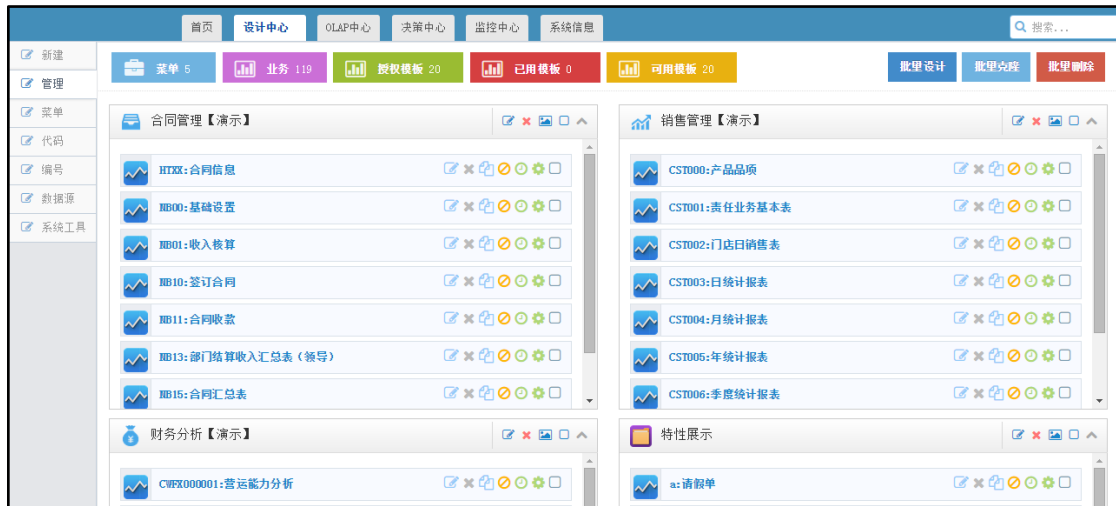 首页 设计中心 OLAP中心 决策中心 监控中心 系统信息 搜索...
新建
管理
菜单
代码
编号
数据源
系统工具
菜单 5 业务 119 授权模板 20 已用模板 0 可用模板 20 批里设计 批里克隆 批里删除
合同管理【演示】
HTXX:合同信息
NB00:基础设置
NB01:收入核算
NB10:签订合同
NB11:合同收款
NB13:部门结算收入汇总表(领导)
NB15:合同汇总表
销售管理【演示】
CST000:产品品项
CST001:责任业务基本表
CST002:门店日销售表
CST003:日统计报表
CST004:月统计报表
CST005:年统计报表
CST006:季度统计报表
财务分析【演示】
CWFX000001:营运能力分析
特性展示
a:请假单